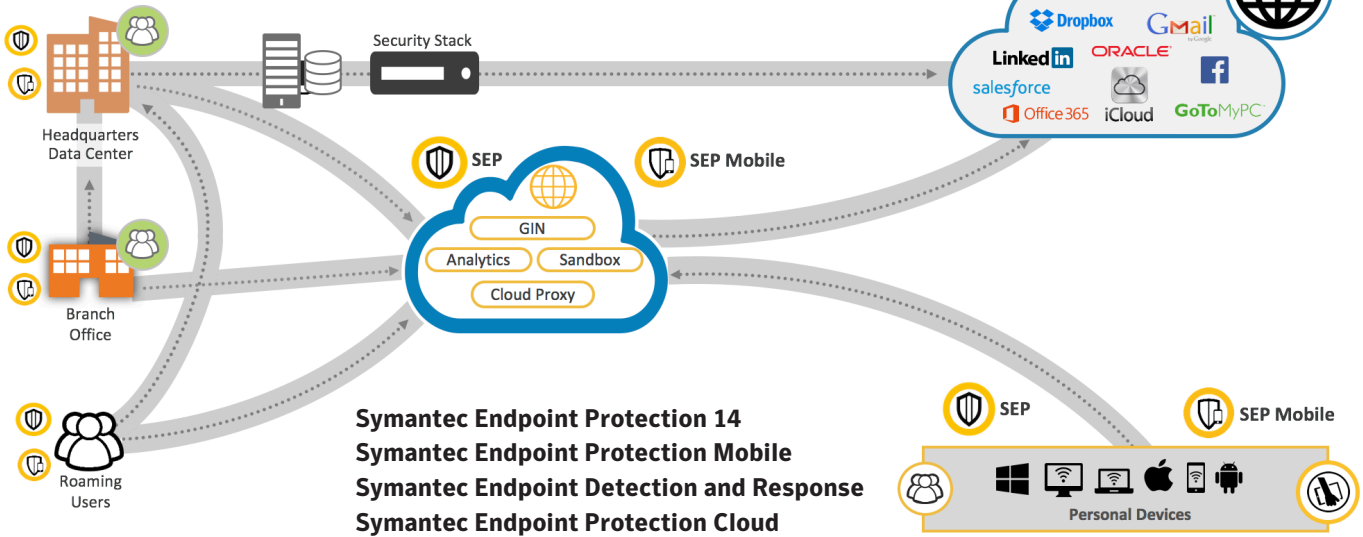 Security Stack
Dropbox
Gmail
by Google
Linked in
ORACLE
salesforce
f
Office 365
iCloud
GoToMyPC
Headquarters
Data Center
SEP
SEP Mobile
GIN
Analytics
Sandbox
Cloud Proxy
Branch
Office
Roaming
Users
Symantec Endpoint Protection 14
Symantec Endpoint Protection Mobile
Symantec Endpoint Detection and Response
Symantec Endpoint Protection Cloud
SEP
SEP Mobile
Personal Devices